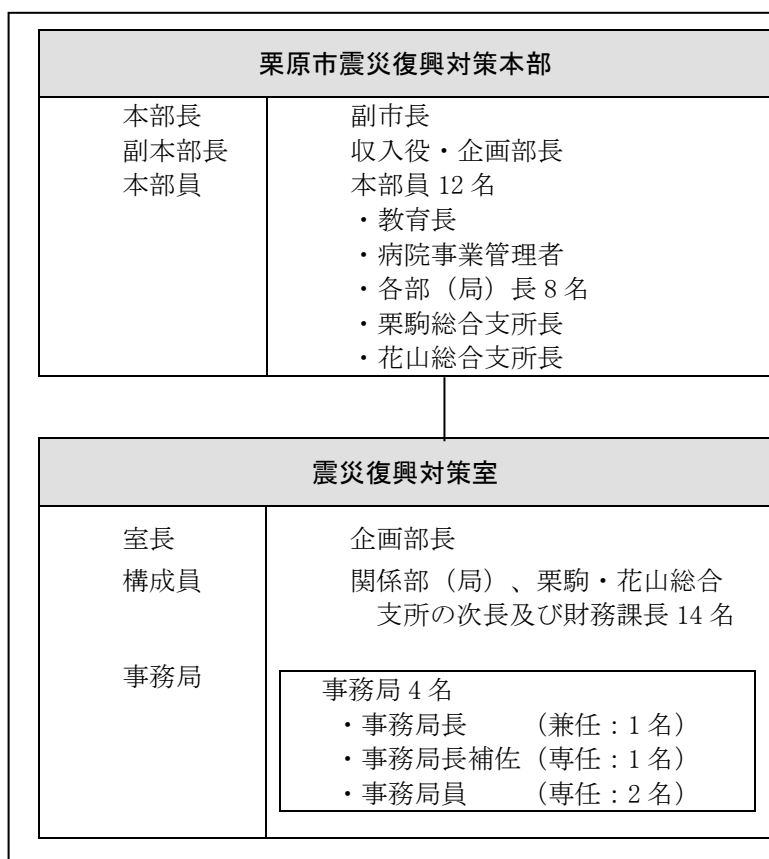 栗原市震災復興対策本部
本部長 副市長
副本部長 収入役・企画部長
本部員 本部員 12 名
・教育長
・病院事業管理者
・各部（局）長 8 名
・栗駒総合支所長
・花山総合支所長
震災復興対策室
室長 企画部長
構成員 関係部（局）、栗駒・花山総合
支所の次長及び財務課長 14 名
事務局 事務局 4 名
・事務局長 （兼任：1 名）
・事務局長補佐（専任：1 名）
・事務局員 （専任：2 名）